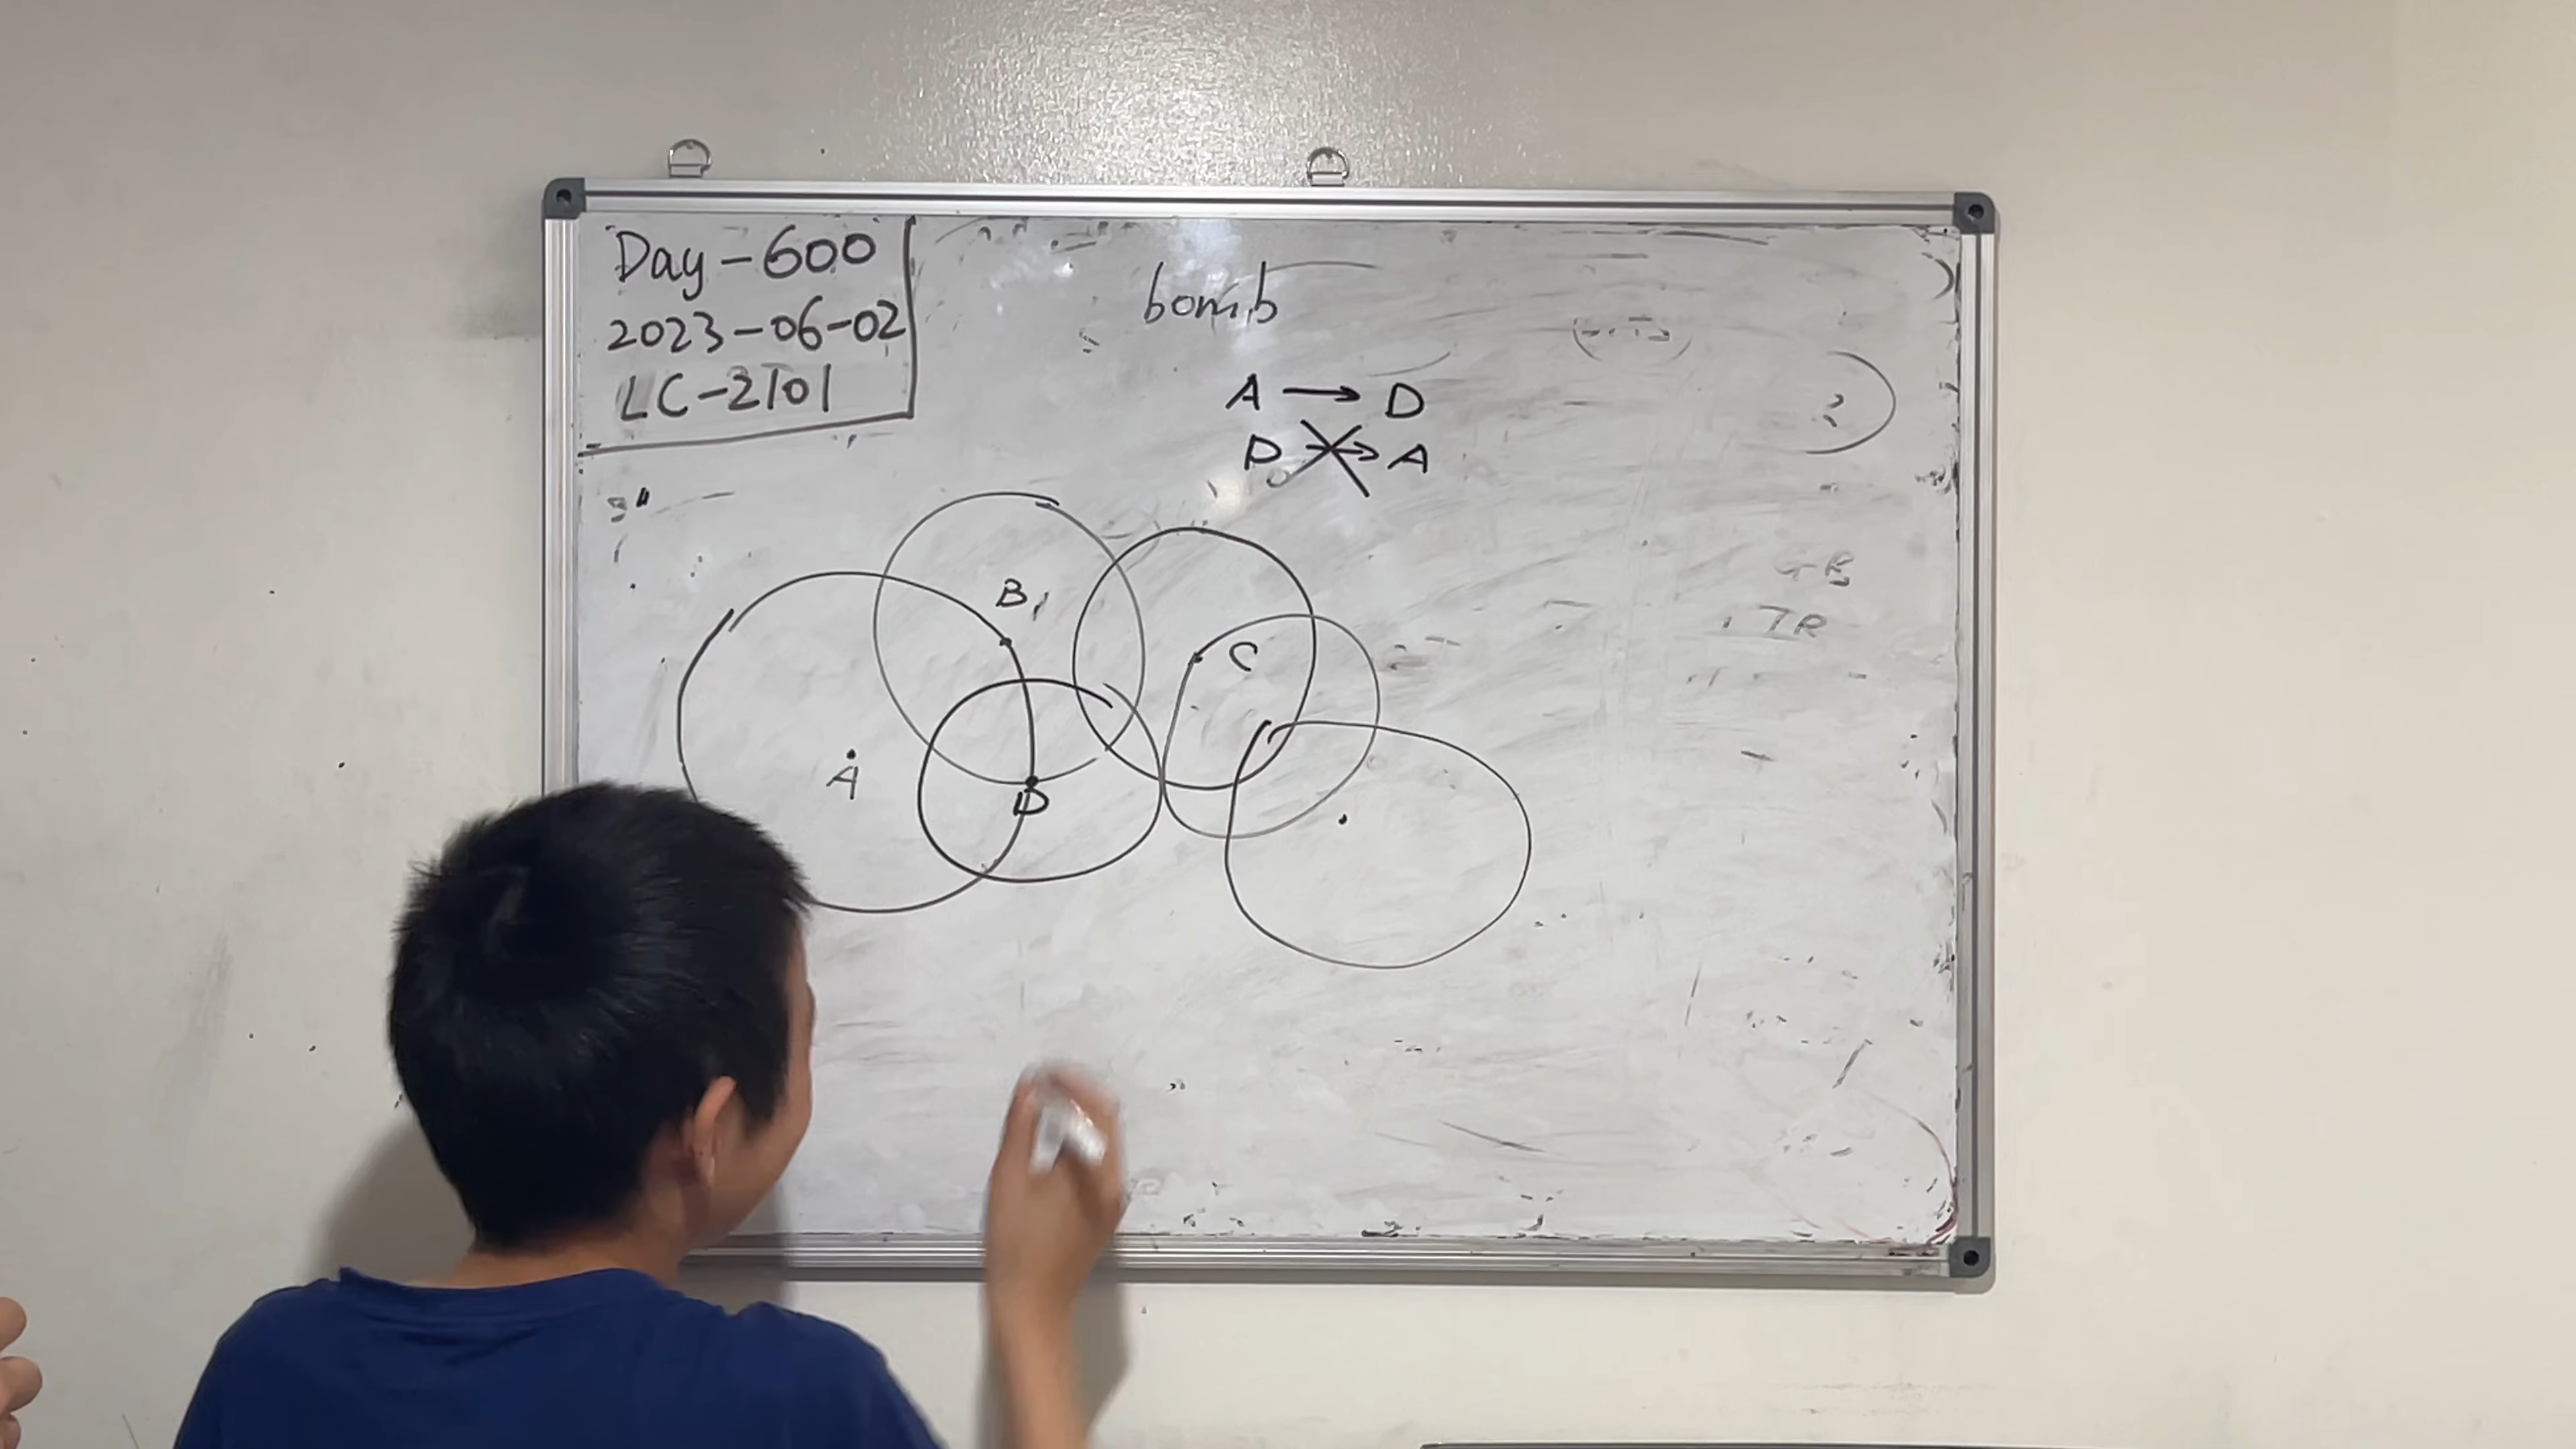 Day-600
2023-06-02
LC-2101
bomb
A → D
D → A
B
C
A
D